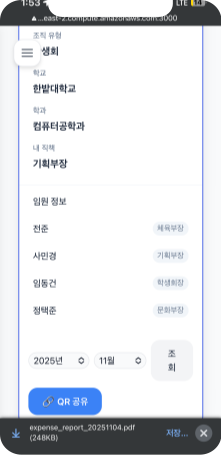 1:53
LTE
...east-2.compute.amazonaws.com:3000
조직 유형
생회
학교
한밭대학교
학과
컴퓨터공학과
내 직책
기획부장
임원 정보
전준 체육부장
사민경 기획부장
임동건 학생회장
정택준 문화부장
2025년 11월 조회
🔗 QR 공유
expense_report_20251104.pdf
(248KB)
저장...